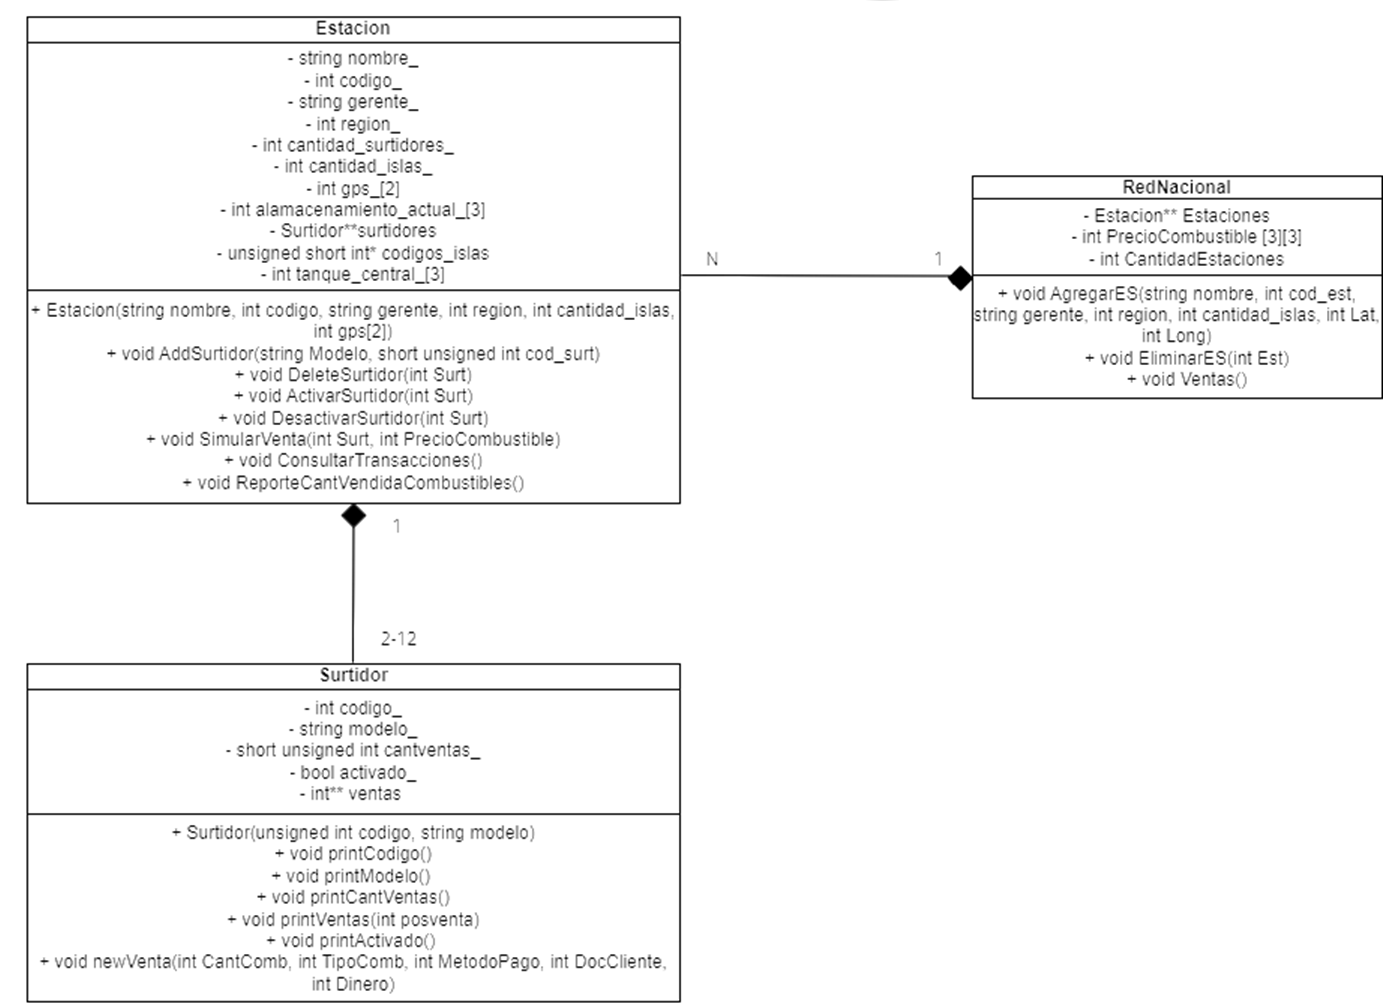 Estacion
- string nombre_
- int codigo_
- string gerente_
- int region_
- int cantidad_surtidores_
- int cantidad_islas_
- int gps_[2]
- int alamacenamiento_actual_[3]
- Surtidor**surtidores
- unsigned short int* codigos_islas
- int tanque_central_[3]
+ Estacion(string nombre, int codigo, string gerente, int region, int cantidad_islas,
int gps[2])
+ void AddSurtidor(string Modelo, short unsigned int cod_surt)
+ void DeleteSurtidor(int Surt)
+ void ActivarSurtidor(int Surt)
+ void DesactivarSurtidor(int Surt)
+ void SimularVenta(int Surt, int PrecioCombustible)
+ void ConsultarTransacciones()
+ void ReporteCantVendidaCombustibles()
N
1
RedNacional
- Estacion** Estaciones
- int PrecioCombustible [3][3]
- int CantidadEstaciones
+ void AgregarES(string nombre, int cod_est,
string gerente, int region, int cantidad_islas, int Lat,
int Long)
+ void EliminarES(int Est)
+ void Ventas()
1
2-12
Surtidor
- int codigo_
- string modelo_
- short unsigned int cantventas_
- bool activado_
- int** ventas
+ Surtidor(unsigned int codigo, string modelo)
+ void printCodigo()
+ void printModelo()
+ void printCantVentas()
+ void printVentas(int posventa)
+ void printActivado()
+ void newVenta(int CantComb, int TipoComb, int MetodoPago, int DocCliente,
int Dinero)